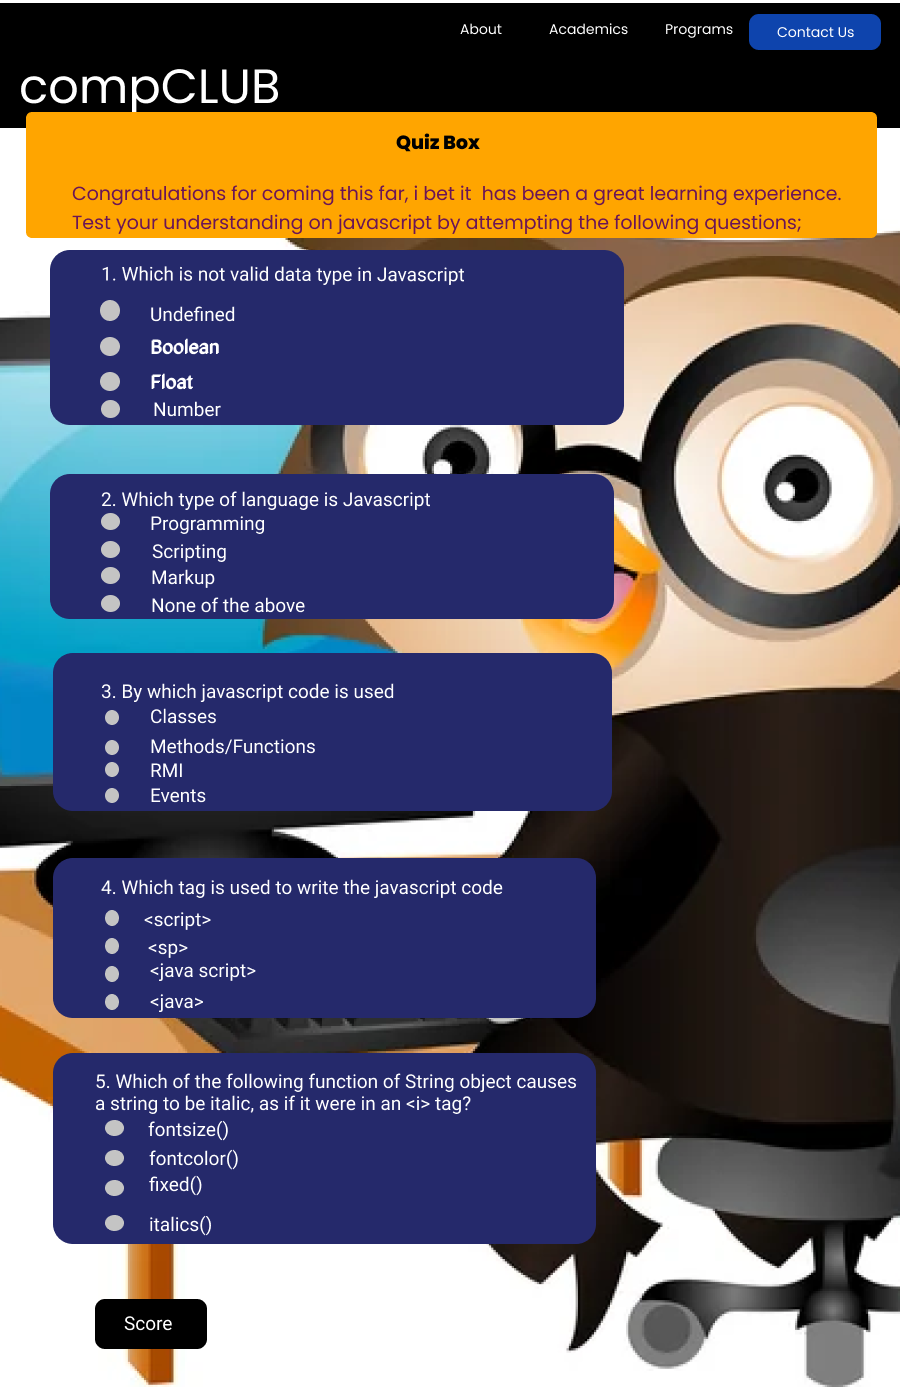 About Academics Programs Contact Us
compCLUB
Quiz Box
Congratulations for coming this far, i bet it has been a great learning experience.
Test your understanding on javascript by attempting the following questions;
1. Which is not valid data type in Javascript
Undefined
Boolean
Float
Number
2. Which type of language is Javascript
Programming
Scripting
Markup
None of the above
3. By which javascript code is used
Classes
Methods/Functions
RMI
Events
4. Which tag is used to write the javascript code
<script>
<sp>
<java script>
<java>
5. Which of the following function of String object causes
a string to be italic, as if it were in an <i> tag?
fontsize()
fontcolor()
fixed()
italics()
Score